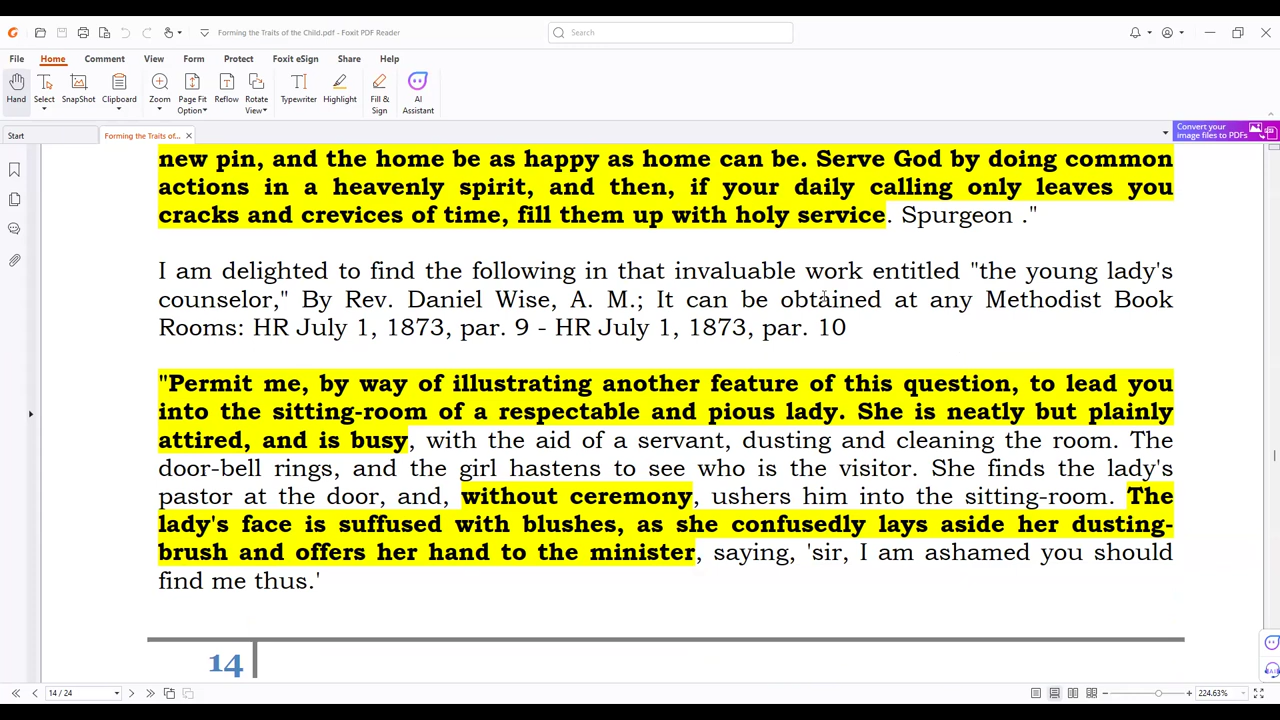 Forming the Traits of the Child.pdf - Foxit PDF Reader
Search
File Home Comment View Form Protect Foxit eSign Share Help
Hand Select SnapShot Clipboard Zoom Page Fit Option Reflow Rotate View Typewriter Highlight Fill & Sign AI Assistant
Start Forming the Traits of...
Convert your image files to PDFs
new pin, and the home be as happy as home can be. Serve God by doing common
actions in a heavenly spirit, and then, if your daily calling only leaves you
cracks and crevices of time, fill them up with holy service. Spurgeon ."
I am delighted to find the following in that invaluable work entitled "the young lady's
counselor," By Rev. Daniel Wise, A. M.; It can be obtained at any Methodist Book
Rooms: HR July 1, 1873, par. 9 - HR July 1, 1873, par. 10
"Permit me, by way of illustrating another feature of this question, to lead you
into the sitting-room of a respectable and pious lady. She is neatly but plainly
attired, and is busy, with the aid of a servant, dusting and cleaning the room. The
door-bell rings, and the girl hastens to see who is the visitor. She finds the lady's
pastor at the door, and, without ceremony, ushers him into the sitting-room. The
lady's face is suffused with blushes, as she confusedly lays aside her dusting-
brush and offers her hand to the minister, saying, 'sir, I am ashamed you should
find me thus.'
14
14 / 24
224.63%